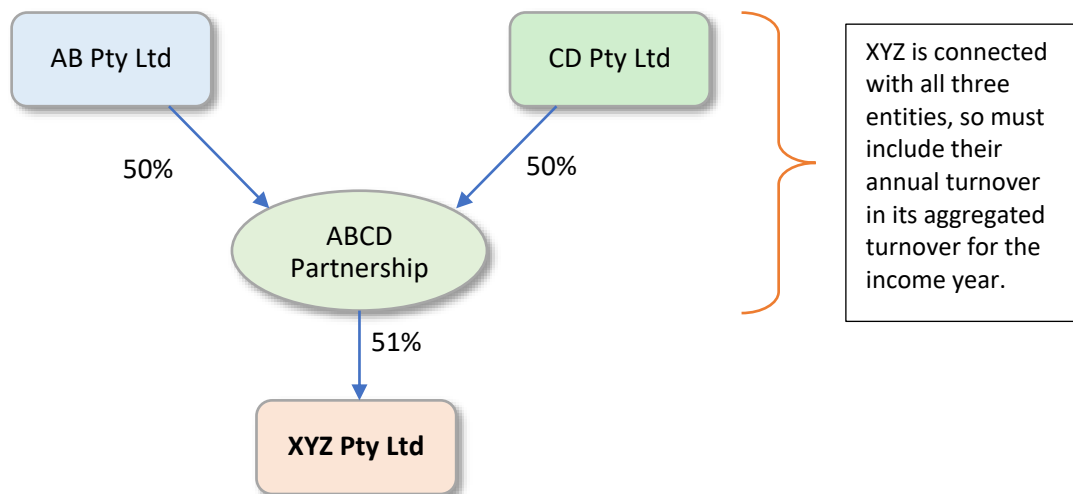 AB Pty Ltd
CD Pty Ltd
50%
50%
ABCD
Partnership
51%
XYZ Pty Ltd
XYZ is connected
with all three
entities, so must
include their
annual turnover
in its aggregated
turnover for the
income year.